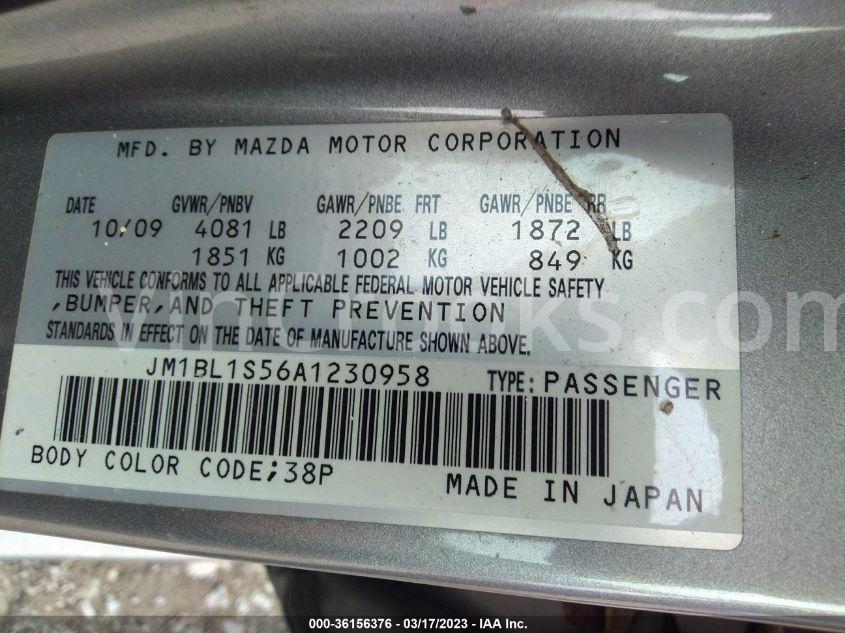 MFD. BY MAZDA MOTOR CORPORATION
DATE GVWR/PNBV GAWR/PNBE FRT GAWR/PNBE RR
10/09 4081 LB 2209 LB 1872 LB
1851 KG 1002 KG 849 KG
THIS VEHICLE CONFORMS TO ALL APPLICABLE FEDERAL MOTOR VEHICLE SAFETY
,BUMPER,AND THEFT PREVENTION
STANDARDS IN EFFECT ON THE DATE OF MANUFACTURE SHOWN ABOVE.
JM1BL1S56A1230958 TYPE: PASSENGER
BODY COLOR CODE;38P
MADE IN JAPAN
000-36156376 - 03/17/2023 - IAA Inc.